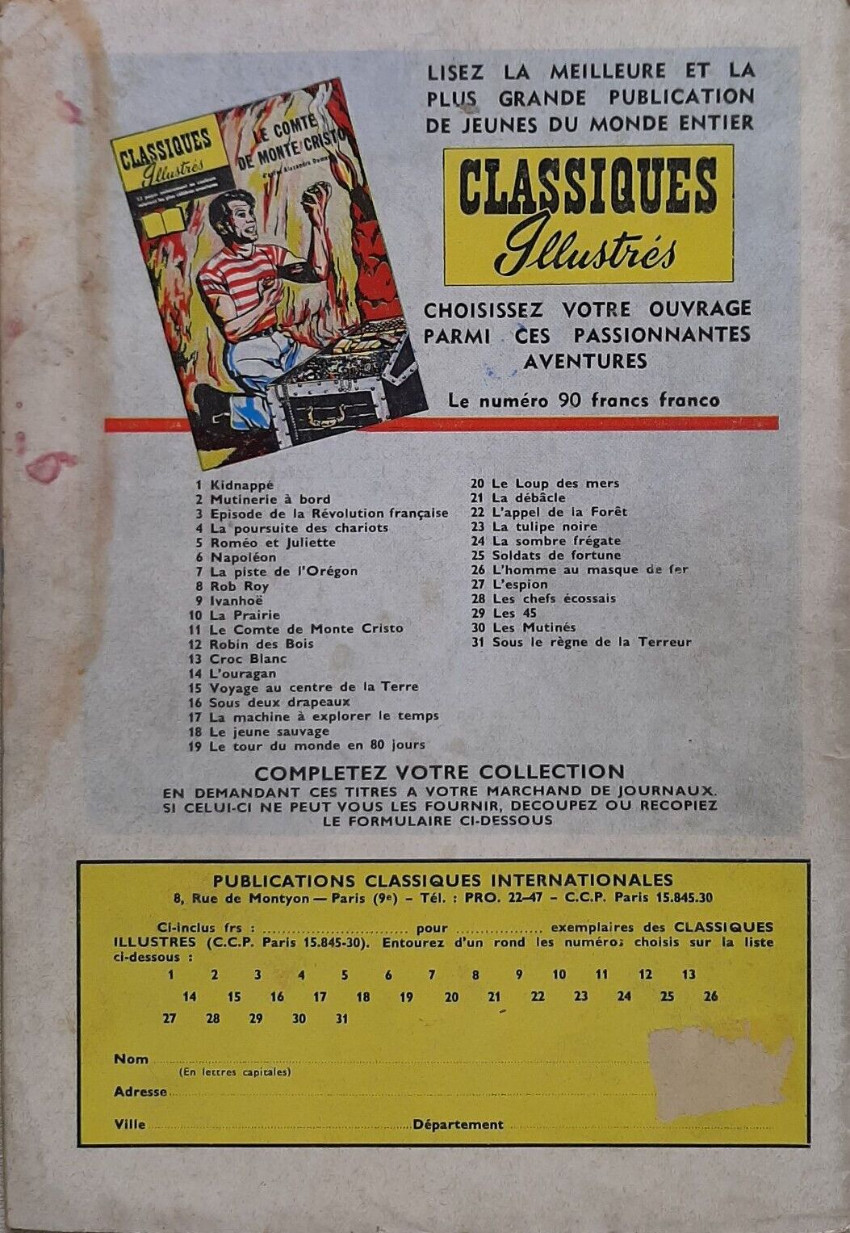 LISEZ LA MEILLEURE ET LA
PLUS GRANDE PUBLICATION
DE JEUNES DU MONDE ENTIER
CLASSIQUES
Illustrés
LE COMTE
DE MONTE CRISTO
CLASSIQUES
Illustrés
CHOISISSEZ VOTRE OUVRAGE
PARMI CES PASSIONNANTES
AVENTURES
Le numéro 90 francs franco
1 Kidnappé
2 Mutinerie à bord
3 Episode de la Révolution française
4 La poursuite des chariots
5 Roméo et Juliette
6 Napoléon
7 La piste de l'Orégon
8 Rob Roy
9 Ivanhoë
10 La Prairie
11 Le Comte de Monte Cristo
12 Robin des Bois
13 Croc Blanc
14 L'ouragan
15 Voyage au centre de la Terre
16 Sous deux drapeaux
17 La machine à explorer le temps
18 Le jeune sauvage
19 Le tour du monde en 80 jours
20 Le Loup des mers
21 La débâcle
22 L'appel de la Forêt
23 La tulipe noire
24 La sombre frégate
25 Soldats de fortune
26 L'homme au masque de fer
27 L'espion
28 Les chefs écossais
29 Les 45
30 Les Mutinés
31 Sous le règne de la Terreur
COMPLETEZ VOTRE COLLECTION
EN DEMANDANT CES TITRES A VOTRE MARCHAND DE JOURNAUX.
SI CELUI-CI NE PEUT VOUS LES FOURNIR, DECOUPEZ OU RECOPIEZ
LE FORMULAIRE CI-DESSOUS
PUBLICATIONS CLASSIQUES INTERNATIONALES
8, Rue de Montyon — Paris (9e) – Tél. : PRO. 22–47 – C.C.P. Paris 15.845.30
Ci-inclus frs : .............................. pour .................. exemplaires des CLASSIQUES
ILLUSTRES (C.C.P. Paris 15.845-30). Entourez d'un rond les numéros choisis sur la liste
ci-dessous :
1 2 3 4 5 6 7 8 9 10 11 12 13
14 15 16 17 18 19 20 21 22 23 24 25 26
27 28 29 30 31
Nom
(En lettres capitales)
Adresse
Ville Département